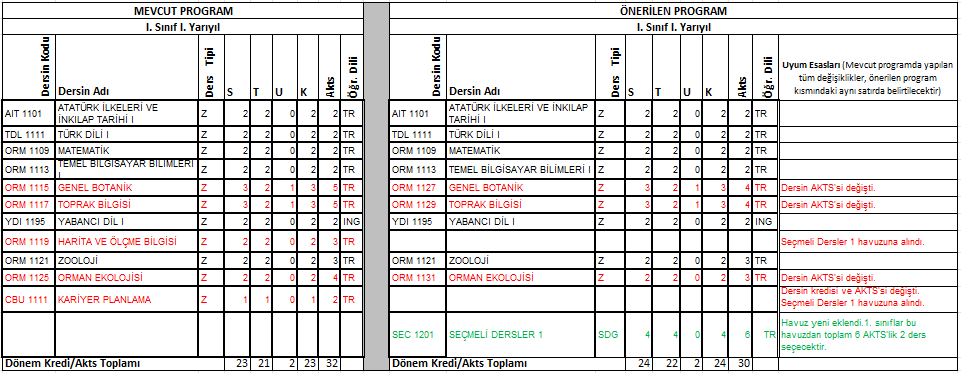 MEVCUT PROGRAM ÖNERİLEN PROGRAM
I. Sınıf I. Yarıyıl I. Sınıf I. Yarıyıl
Dersin Kodu Dersin Adı Ders Tipi S T U K Akts Öğr. Dili Dersin Kodu Dersin Adı Ders Tipi S T U K Akts Öğr. Dili Uyum Esasları (Mevcut programda yapılan
tüm değişiklikler, önerilen program
kısmındaki aynı satırda belirtilecektir)
AIT 1101 ATATÜRK İLKELERİ VE
İNKILAP TARİHİ I Z 2 2 0 2 2 TR AIT 1101 ATATÜRK İLKELERİ VE
İNKILAP TARİHİ I Z 2 2 0 2 2 TR
TDL 1111 TÜRK DİLİ I Z 2 2 0 2 2 TR TDL 1111 TÜRK DİLİ I Z 2 2 0 2 2 TR
ORM 1109 MATEMATİK Z 2 2 0 2 2 TR ORM 1109 MATEMATİK Z 2 2 0 2 2 TR
ORM 1113 TEMEL BİLGİSAYAR BİLİMLERİ
I Z 2 2 0 2 2 TR ORM 1113 TEMEL BİLGİSAYAR BİLİMLERİ I Z 2 2 0 2 2 TR
ORM 1115 GENEL BOTANİK Z 3 2 1 3 5 TR ORM 1127 GENEL BOTANİK Z 3 2 1 3 4 TR Dersin AKTS'si değişti.
ORM 1117 TOPRAK BİLGİSİ Z 3 2 1 3 5 TR ORM 1129 TOPRAK BİLGİSİ Z 3 2 1 3 4 TR Dersin AKTS'si değişti.
YDI 1195 YABANCI DİL I Z 2 2 0 2 2 ING YDI 1195 YABANCI DİL I Z 2 2 0 2 2 ING
ORM 1119 HARİTA VE ÖLÇME BİLGİSİ Z 2 2 0 2 3 TR Seçmeli Dersler 1 havuzuna alındı.
ORM 1121 ZOOLOJİ Z 2 2 0 2 3 TR ORM 1121 ZOOLOJİ Z 2 2 0 2 3 TR
ORM 1125 ORMAN EKOLOJİSİ Z 2 2 0 2 4 TR ORM 1131 ORMAN EKOLOJİSİ Z 2 2 0 2 3 TR Dersin AKTS'si değişti.
CBU 1111 KARİYER PLANLAMA Z 1 1 0 1 2 TR Dersin kredisi ve AKTS'si değişti.
Seçmeli Dersler 1 havuzuna alındı.
SEC 1201 SEÇMELİ DERSLER 1 SDG 4 4 0 4 6 TR Havuz yeni eklendi.1. sınıflar bu
havuzdan toplam 6 AKTS'lik 2 ders
seçecektir.
Dönem Kredi/Akts Toplamı 23 21 2 23 32 Dönem Kredi/Akts Toplamı 24 22 2 24 30